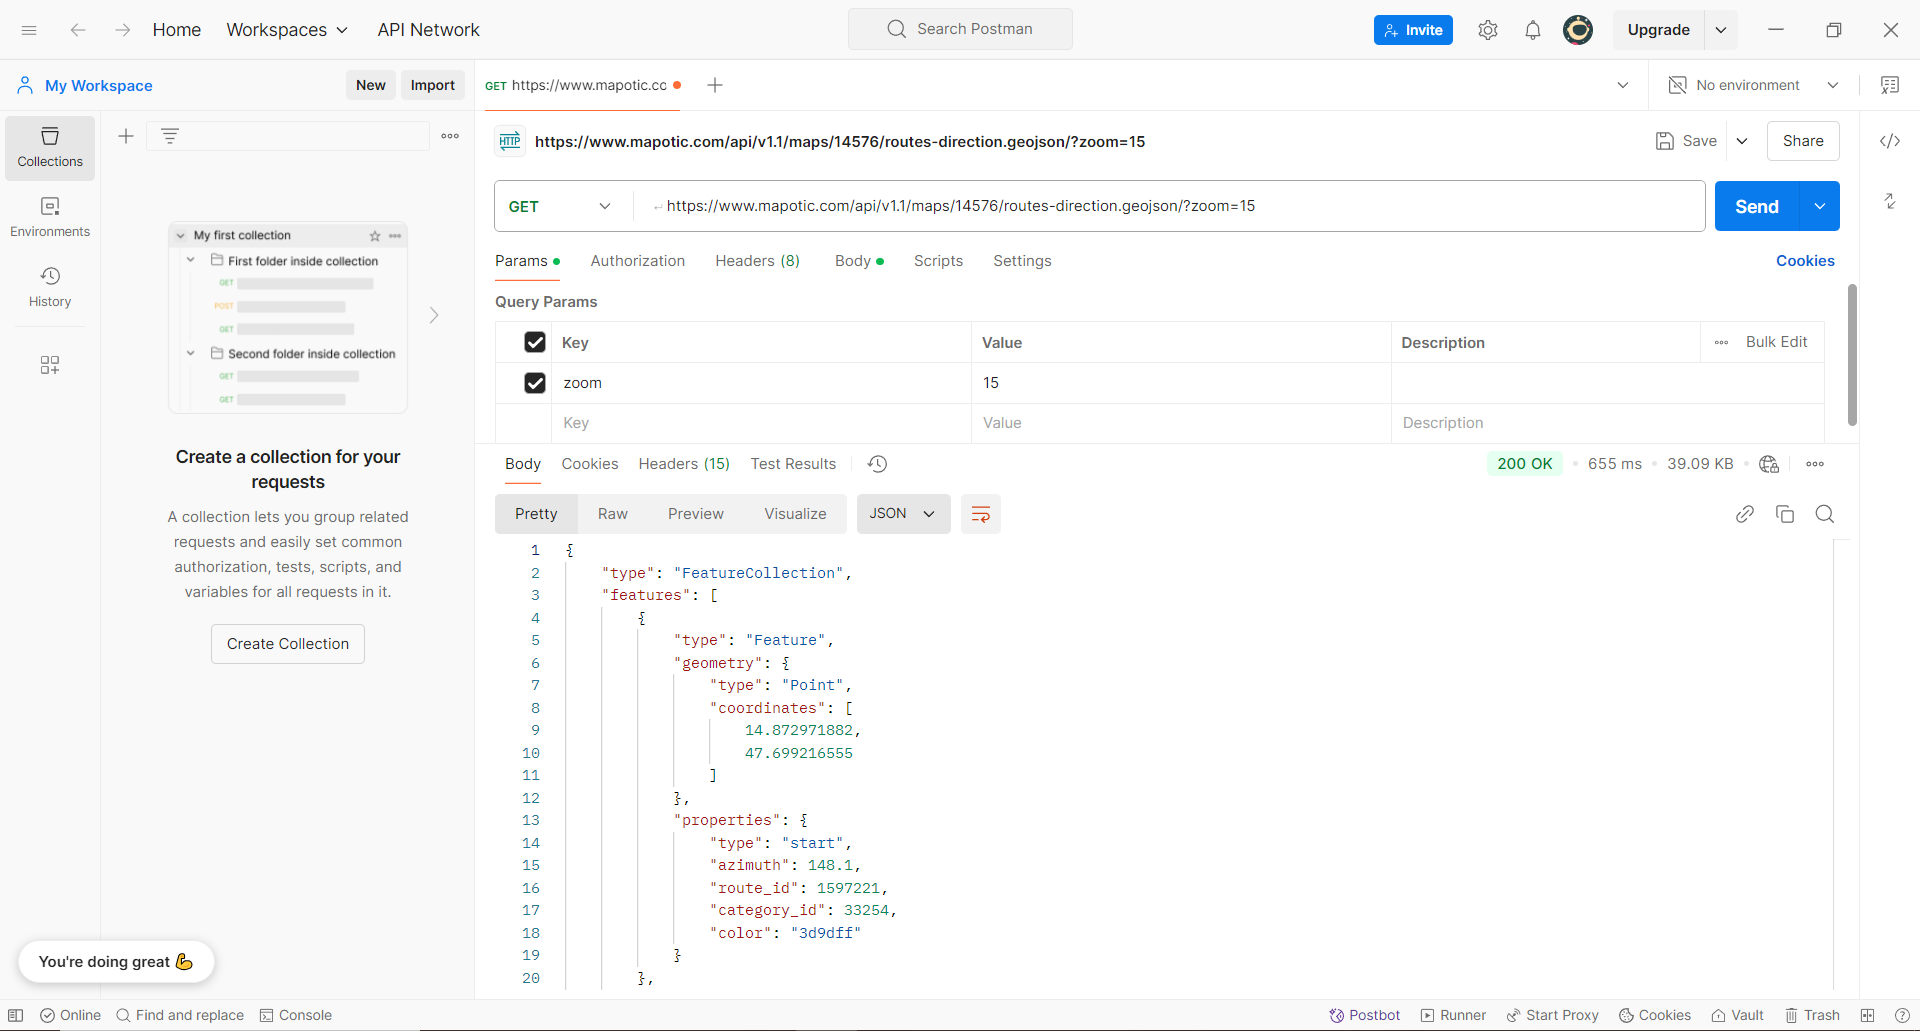 Home Workspaces API Network Search Postman Invite Upgrade
My Workspace New Import GET https://www.mapotic.cc No environment
Collections
Environments
History
My first collection
First folder inside collection
GET
POST
GET
Second folder inside collection
GET
GET
Create a collection for your
requests
A collection lets you group related
requests and easily set common
authorization, tests, scripts, and
variables for all requests in it.
Create Collection
You're doing great 💪
HTTP https://www.mapotic.com/api/v1.1/maps/14576/routes-direction.geojson/?zoom=15 Save Share
GET https://www.mapotic.com/api/v1.1/maps/14576/routes-direction.geojson/?zoom=15 Send
Params Authorization Headers (8) Body Scripts Settings Cookies
Query Params
Key Value Description Bulk Edit
zoom 15
Key Value Description
Body Cookies Headers (15) Test Results 200 OK 655 ms 39.09 KB
Pretty Raw Preview Visualize JSON
1 {
2 "type": "FeatureCollection",
3 "features": [
4 {
5 "type": "Feature",
6 "geometry": {
7 "type": "Point",
8 "coordinates": [
9 14.872971882,
10 47.699216555
11 ]
12 },
13 "properties": {
14 "type": "start",
15 "azimuth": 148.1,
16 "route_id": 1597221,
17 "category_id": 33254,
18 "color": "3d9dff"
19 }
20 },
Online Find and replace Console Postbot Runner Start Proxy Cookies Vault Trash